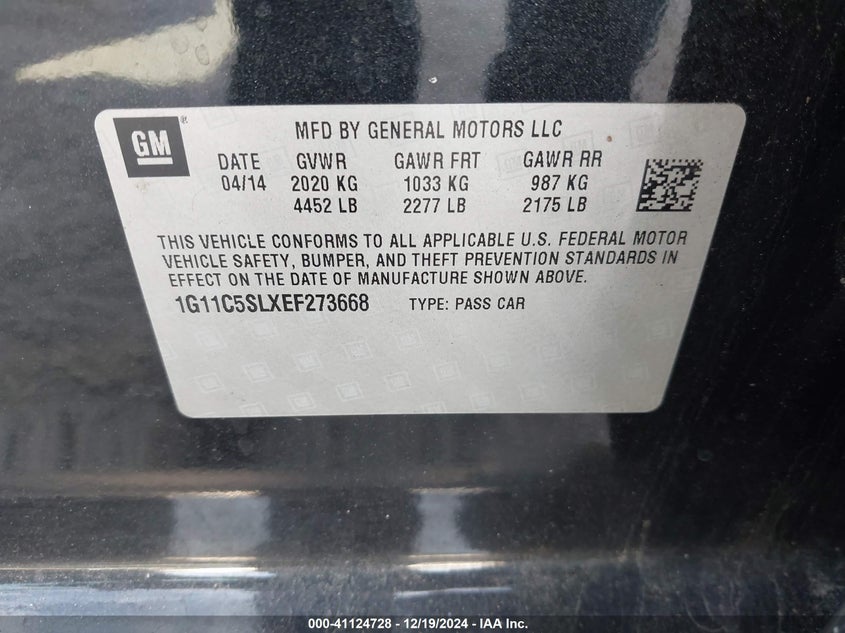 GM
MFD BY GENERAL MOTORS LLC
DATE GVWR GAWR FRT GAWR RR
04/14 2020 KG 1033 KG 987 KG
4452 LB 2277 LB 2175 LB
THIS VEHICLE CONFORMS TO ALL APPLICABLE U.S. FEDERAL MOTOR
VEHICLE SAFETY, BUMPER, AND THEFT PREVENTION STANDARDS IN
EFFECT ON THE DATE OF MANUFACTURE SHOWN ABOVE.
1G11C5SLXEF273668 TYPE: PASS CAR
000-41124728 - 12/19/2024 - IAA Inc.